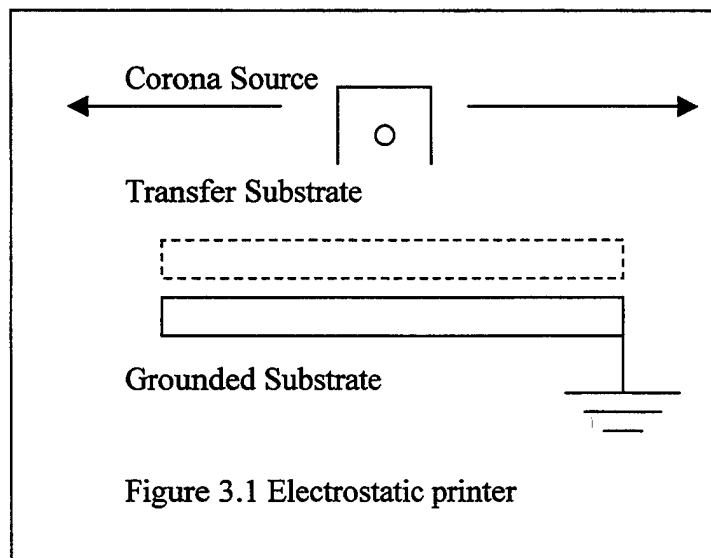 Corona Source
Transfer Substrate
Grounded Substrate
Figure 3.1 Electrostatic printer